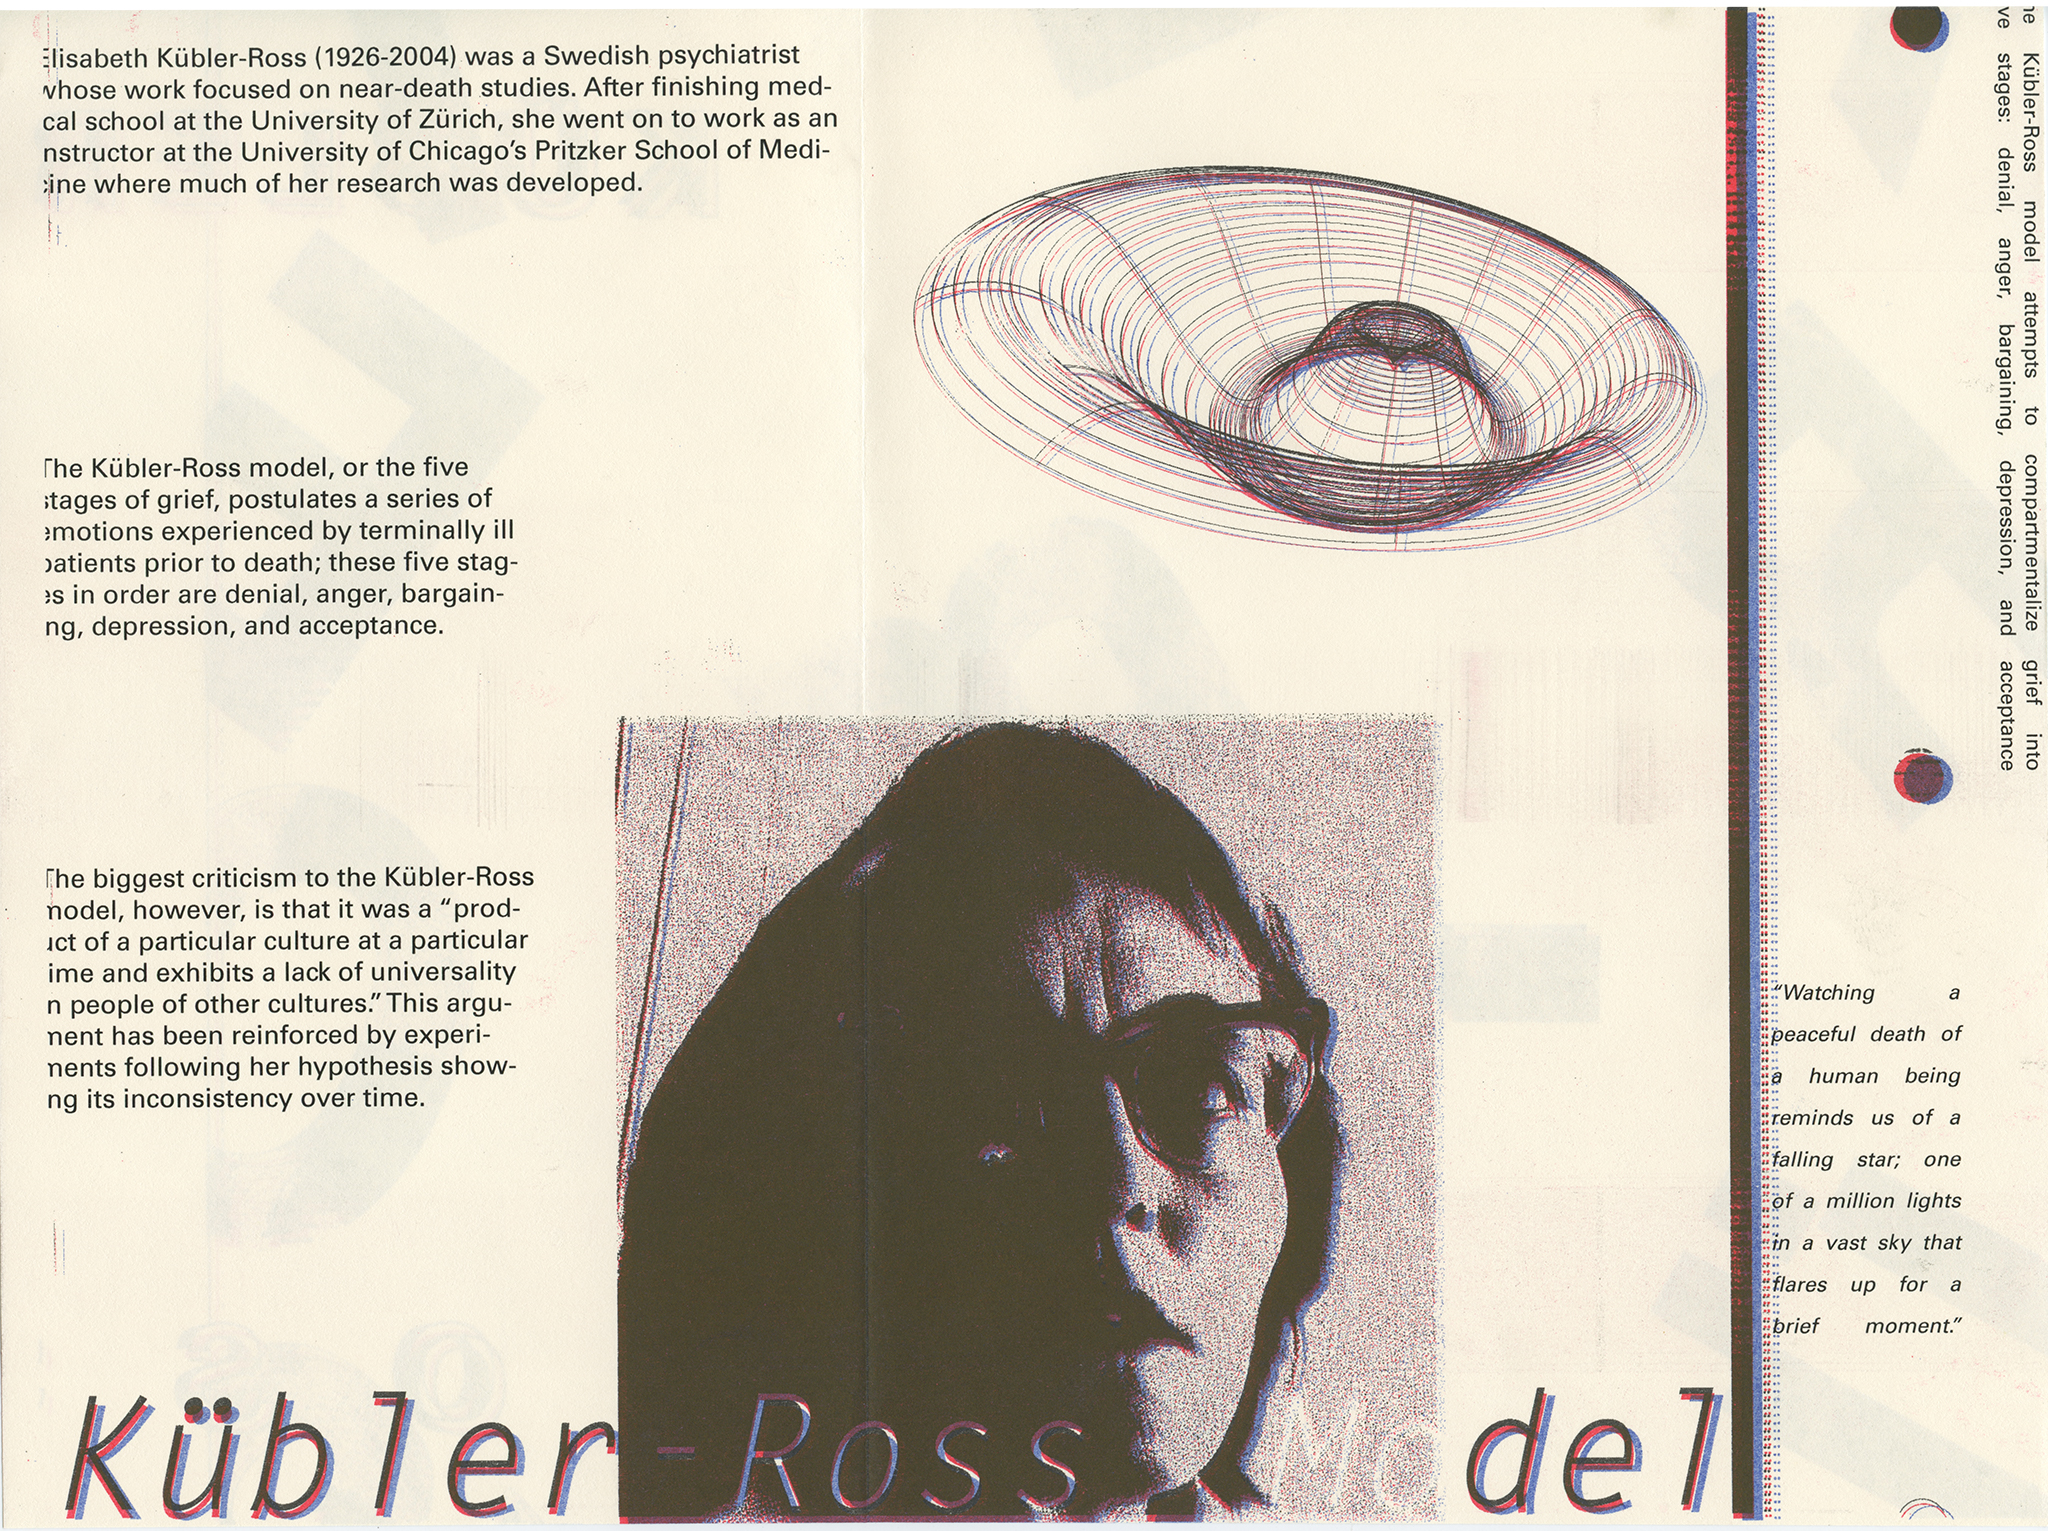 Elisabeth Kübler-Ross (1926-2004) was a Swedish psychiatrist
whose work focused on near-death studies. After finishing med-
cal school at the University of Zürich, she went on to work as an
nstructor at the University of Chicago's Pritzker School of Medi-
cine where much of her research was developed.
The Kübler-Ross model, or the five
stages of grief, postulates a series of
emotions experienced by terminally ill
patients prior to death; these five stag-
es in order are denial, anger, bargain-
ng, depression, and acceptance.
The biggest criticism to the Kübler-Ross
model, however, is that it was a “prod-
uct of a particular culture at a particular
ime and exhibits a lack of universality
n people of other cultures.” This argu-
ment has been reinforced by experi-
ments following her hypothesis show-
ng its inconsistency over time.
Kübler-Ross Model
he Kübler-Ross model attempts to compartmentalize grief into
ve stages: denial, anger, bargaining, depression, and acceptance
“Watching a
peaceful death of
a human being
reminds us of a
falling star; one
of a million lights
in a vast sky that
flares up for a
brief moment.”